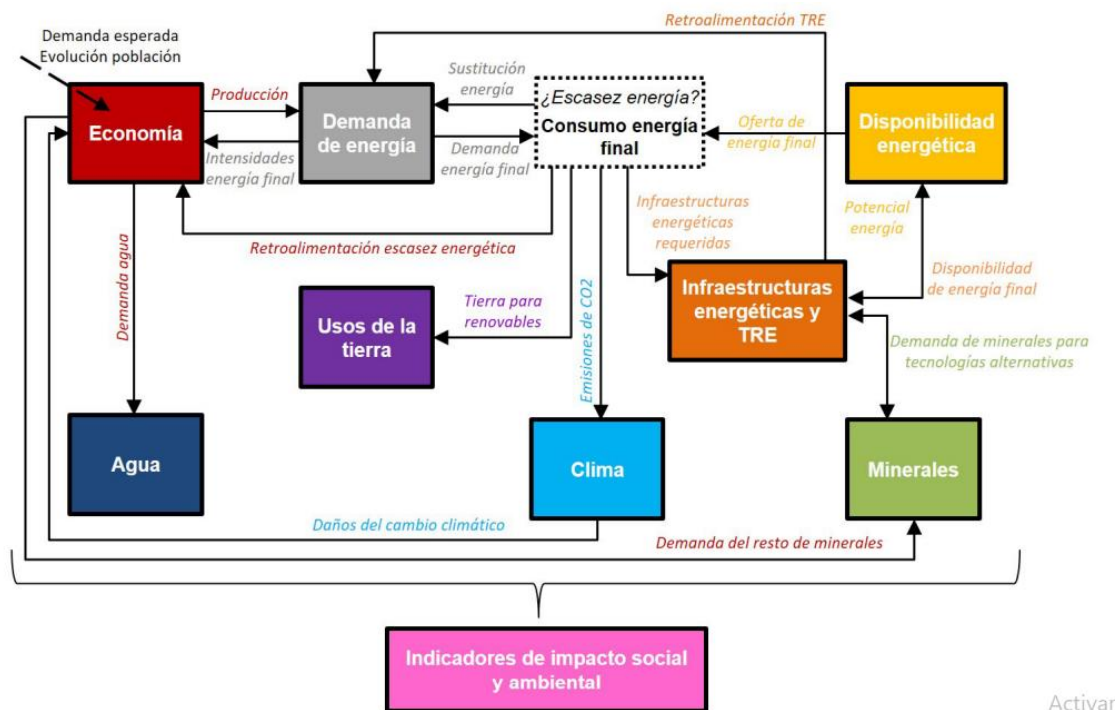 Retroalimentación TRE
Demanda esperada
Evolución población
Producción
Sustitución
energía
¿Escasez energía?
Consumo energía
final
Economía
Demanda
de energía
Oferta de
energía final
Disponibilidad
energética
Intensidades
energía final
Demanda
energía final
Infraestructuras
energéticas
requeridas
Potencial
energía
Retroalimentación escasez energética
Demanda agua
Disponibilidad
de energía final
Infraestructuras
energéticas y
TRE
Usos de la
tierra
Tierra para
renovables
Emisiones de CO2
Demanda de minerales para
tecnologías alternativas
Agua
Clima
Minerales
Daños del cambio climático
Demanda del resto de minerales
Indicadores de impacto social
y ambiental
Activar